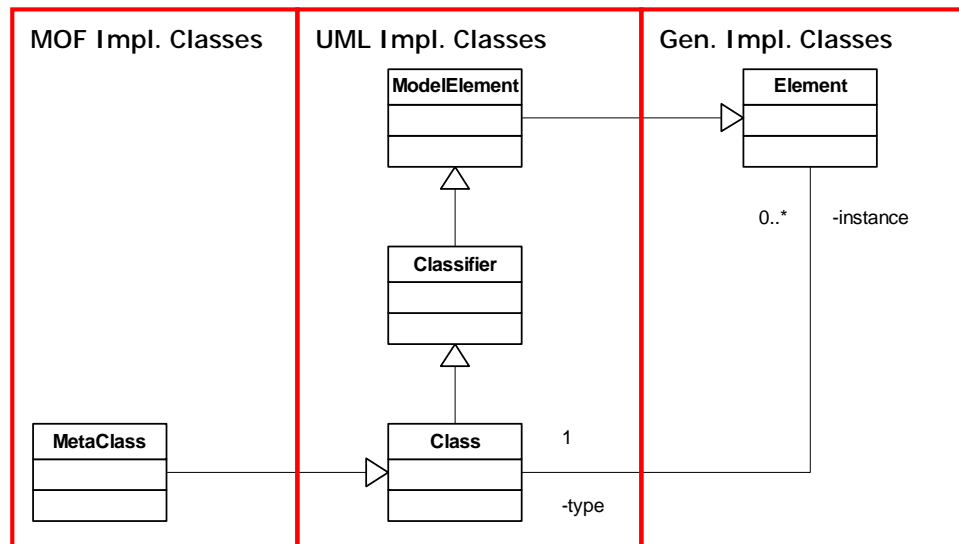 MOF Impl. Classes
UML Impl. Classes
Gen. Impl. Classes
ModelElement
Element
0..*
-instance
Classifier
MetaClass
Class
1
-type